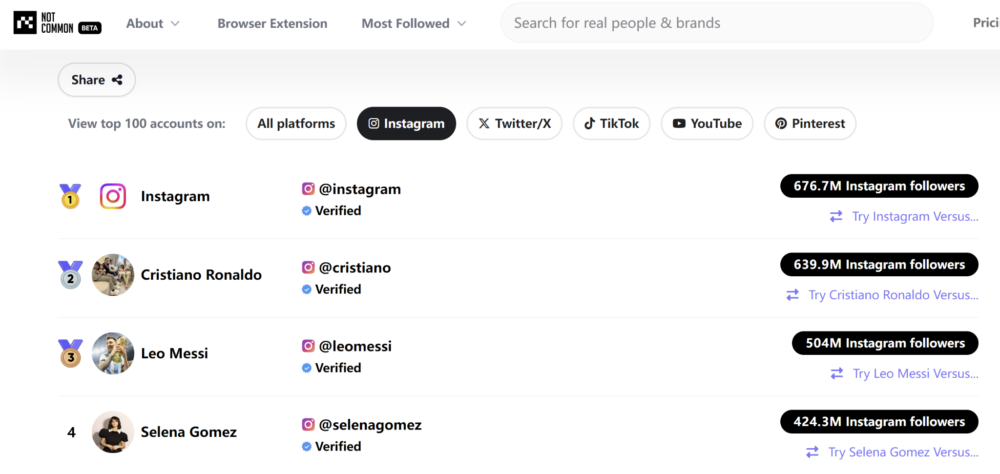 NOT
COMMON BETA
About
Browser Extension
Most Followed
Search for real people & brands
Share
View top 100 accounts on:
All platforms
Instagram
Twitter/X
TikTok
YouTube
Pinterest
1
Instagram
@instagram
Verified
676.7M Instagram followers
Try Instagram Versus...
2
Cristiano Ronaldo
@cristiano
Verified
639.9M Instagram followers
Try Cristiano Ronaldo Versus...
3
Leo Messi
@leomessi
Verified
504M Instagram followers
Try Leo Messi Versus...
4
Selena Gomez
@selenagomez
Verified
424.3M Instagram followers
Try Selena Gomez Versus...